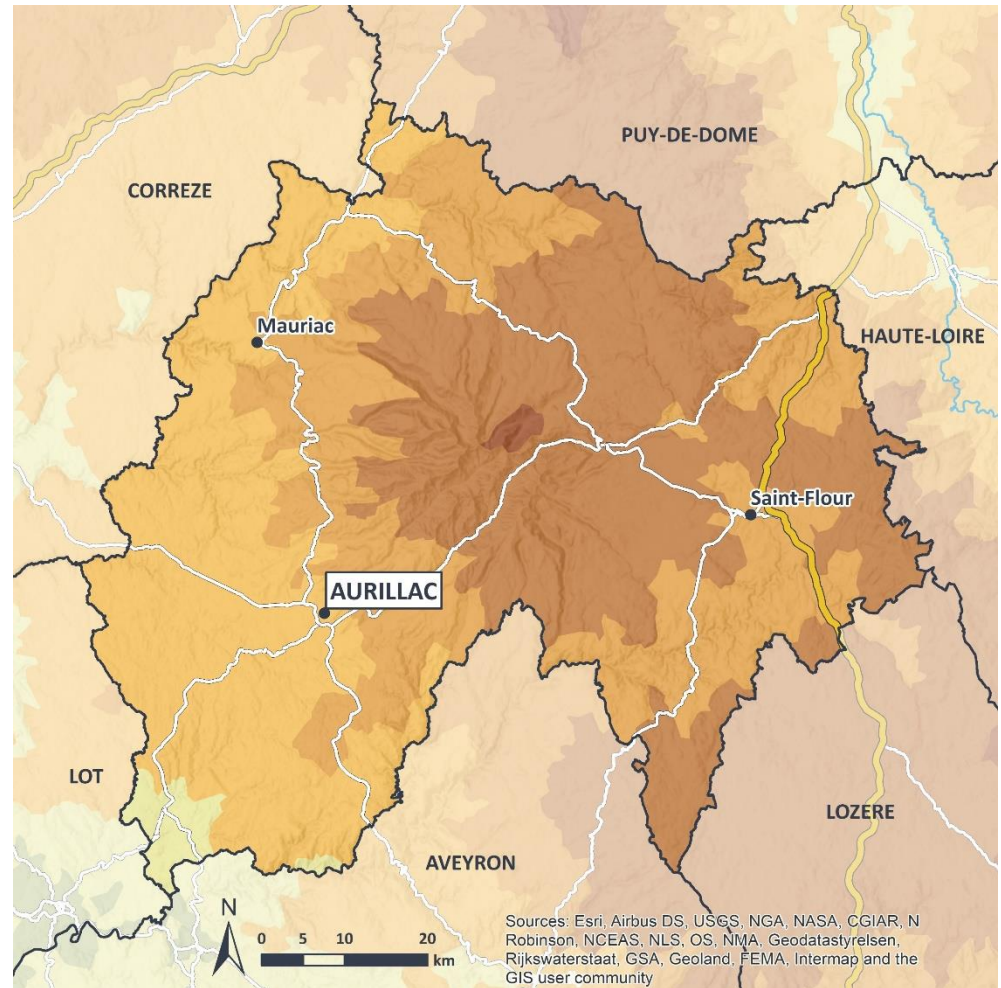 PUY-DE-DOME
CORREZE
Mauriac
HAUTE-LOIRE
Saint-Flour
AURILLAC
LOT
LOZERE
AVEYRON
N
0 5 10 20
km
Sources: Esri, Airbus DS, USGS, NGA, NASA, CGIAR, N
Robinson, NCEAS, NLS, OS, NMA, Geodatastyrelsen,
Rijkswaterstaat, GSA, Geoland, FEMA, Intermap and the
GIS user community